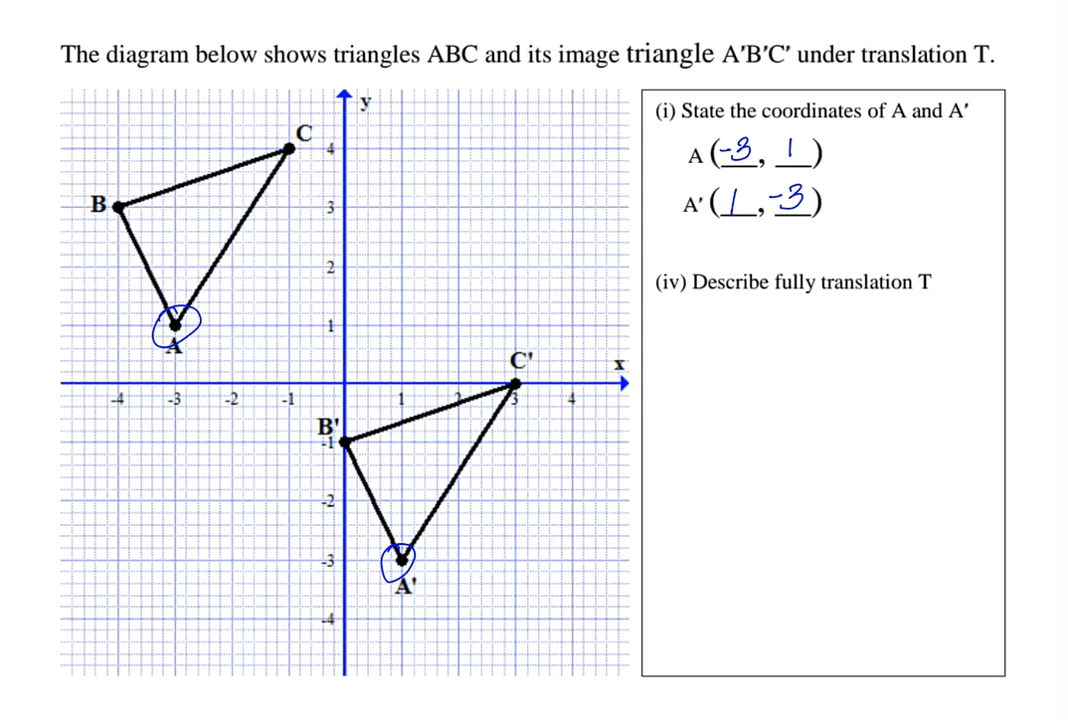 The diagram below shows triangles ABC and its image triangle A'B'C' under translation T.
y
C
4
B
3
2
1
A
C'
x
-4 -3 -2 -1 1 2 3 4
B'
-1
-2
-3
A'
-4
(i) State the coordinates of A and A'
A (-3, 1)
A' (1, -3)
(iv) Describe fully translation T